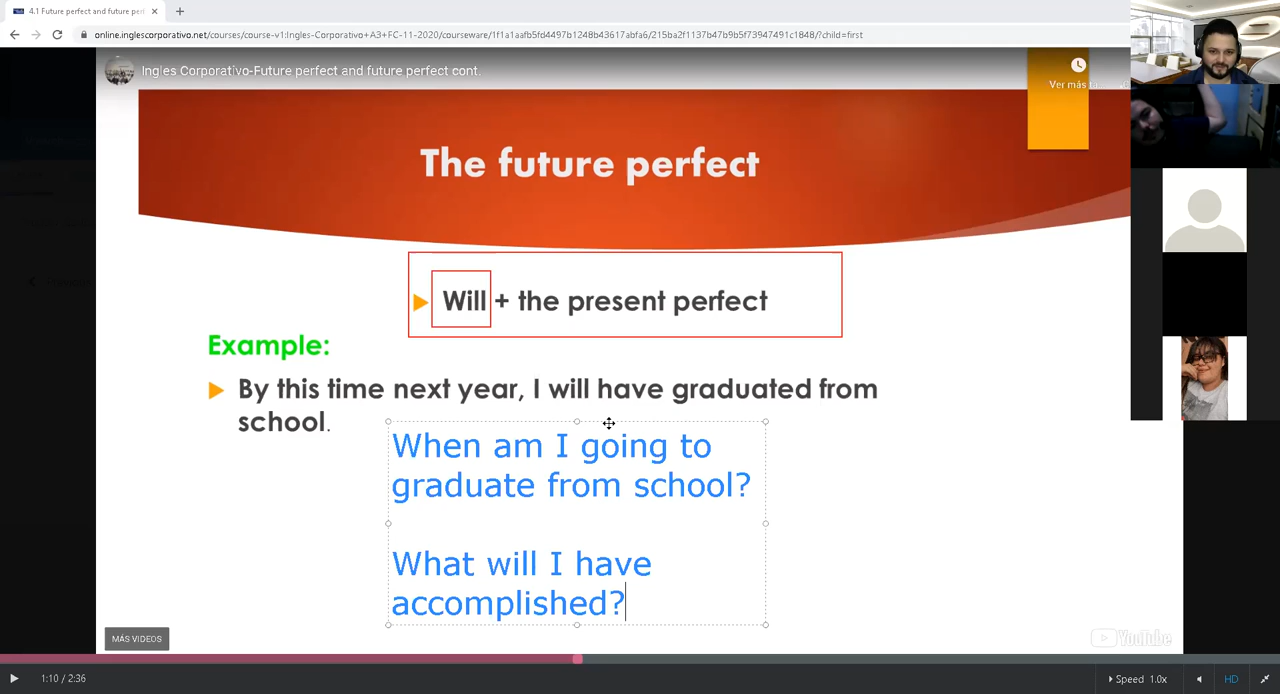 4.1 Future perfect and future perf
online.inglescorporativo.net/courses/course-v1:Ingles-Corporativo+A3+FC-11-2020/courseware/1f1a1aafb5fd4497b1248b43617abfa6/215ba2f1137b47b9b5f73947491c1848/?child=first
Ingles Corporativo-Future perfect and future perfect cont.
Ver más
The future perfect
Will + the present perfect
Example:
By this time next year, I will have graduated from
school.
When am I going to
graduate from school?
What will I have
accomplished?
MÁS VIDEOS
YouTube
1:10 / 2:36
Speed 1.0x
HD